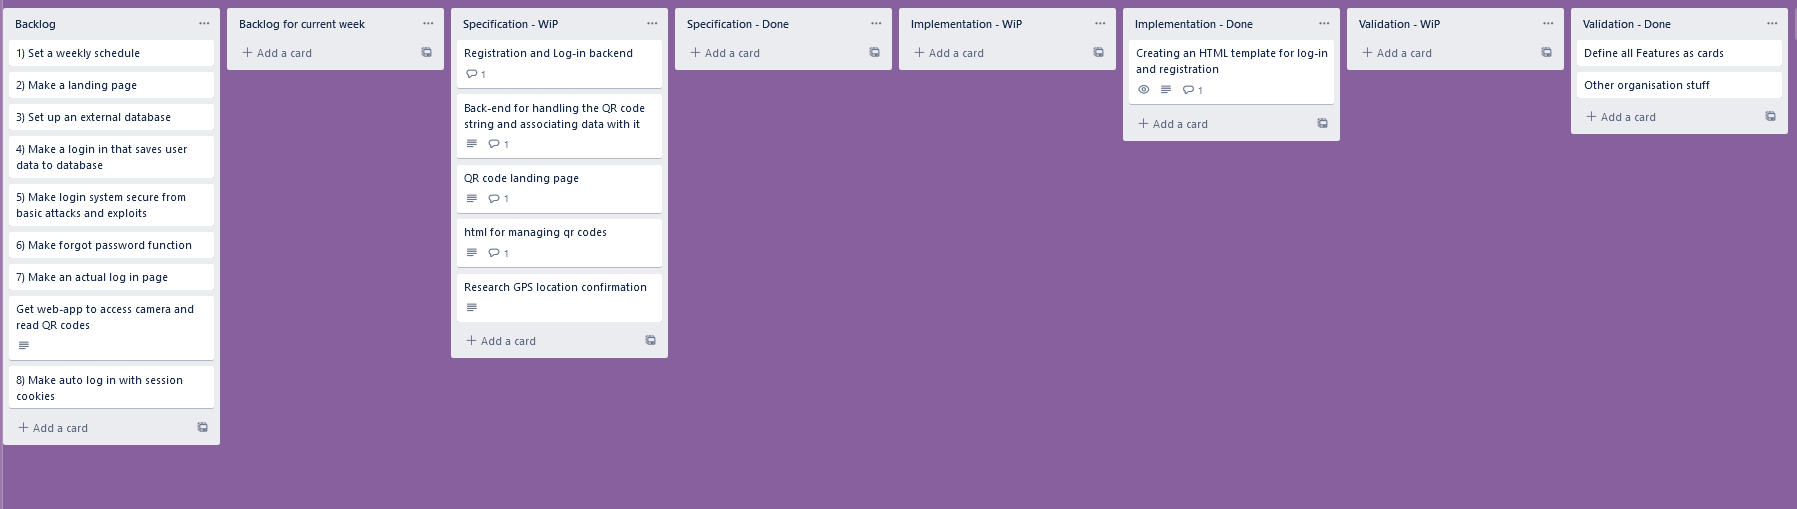 Backlog
1) Set a weekly schedule
2) Make a landing page
3) Set up an external database
4) Make a login in that saves user
data to database
5) Make login system secure from
basic attacks and exploits
6) Make forgot password function
7) Make an actual log in page
Get web-app to access camera and
read QR codes
8) Make auto log in with session
cookies
Add a card
Backlog for current week
Add a card
Specification - WiP
Registration and Log-in backend
1
Back-end for handling the QR code
string and associating data with it
1
QR code landing page
1
html for managing qr codes
1
Research GPS location confirmation
Add a card
Specification - Done
Add a card
Implementation - WiP
Add a card
Implementation - Done
Creating an HTML template for log-in
and registration
1
Add a card
Validation - WiP
Add a card
Validation - Done
Define all Features as cards
Other organisation stuff
Add a card